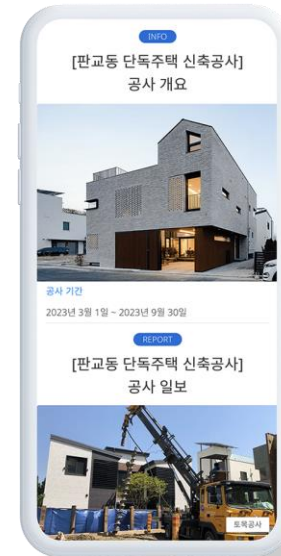 INFO
[판교동 단독주택 신축공사]
공사 개요
공사 기간
2023년 3월 1일 ~ 2023년 9월 30일
REPORT
[판교동 단독주택 신축공사]
공사 일보
토목공사